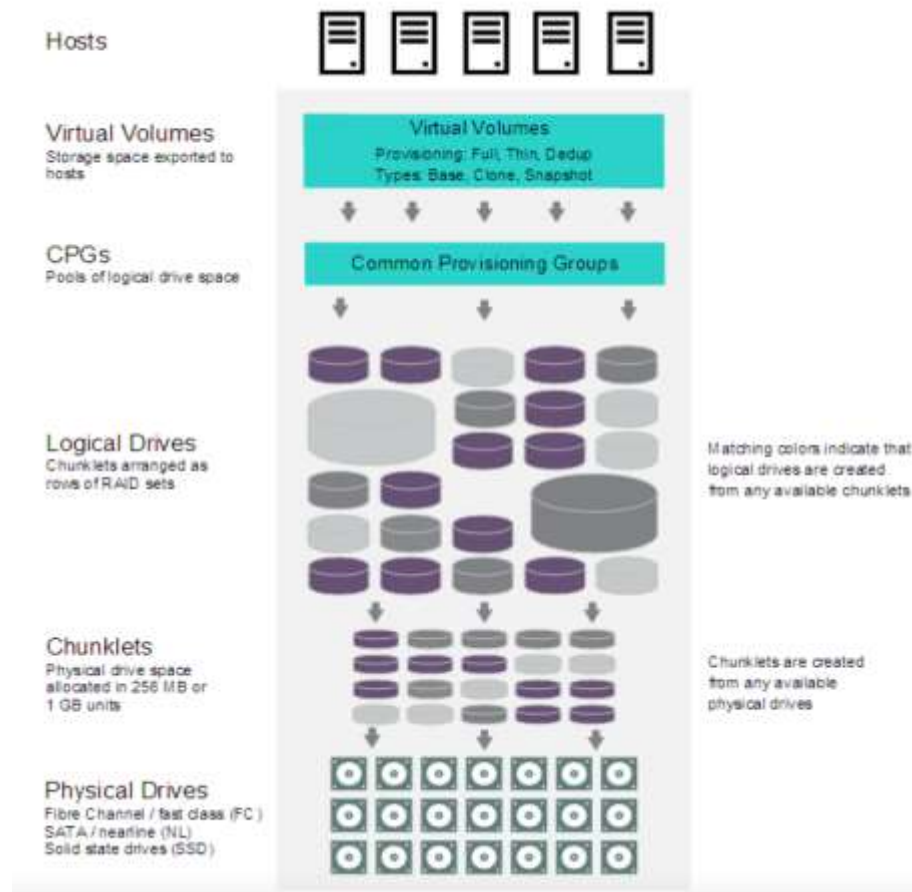 Hosts
Virtual Volumes
Storage space exported to
hosts
Virtual Volumes
Provisioning: Full, Thin, Dedup
Types: Base, Clone, Snapshot
CPGs
Pools of logical drive space
Common Provisioning Groups
Logical Drives
Chunklets arranged as
rows of RAID sets
Matching colors indicate that
logical drives are created
from any available chunklets
Chunklets
Physical drive space
allocated in 256 MB or
1 GB units
Chunklets are created
from any available
physical drives
Physical Drives
Fibre Channel / fast class (FC)
SATA / nearline (NL)
Solid state drives (SSD)